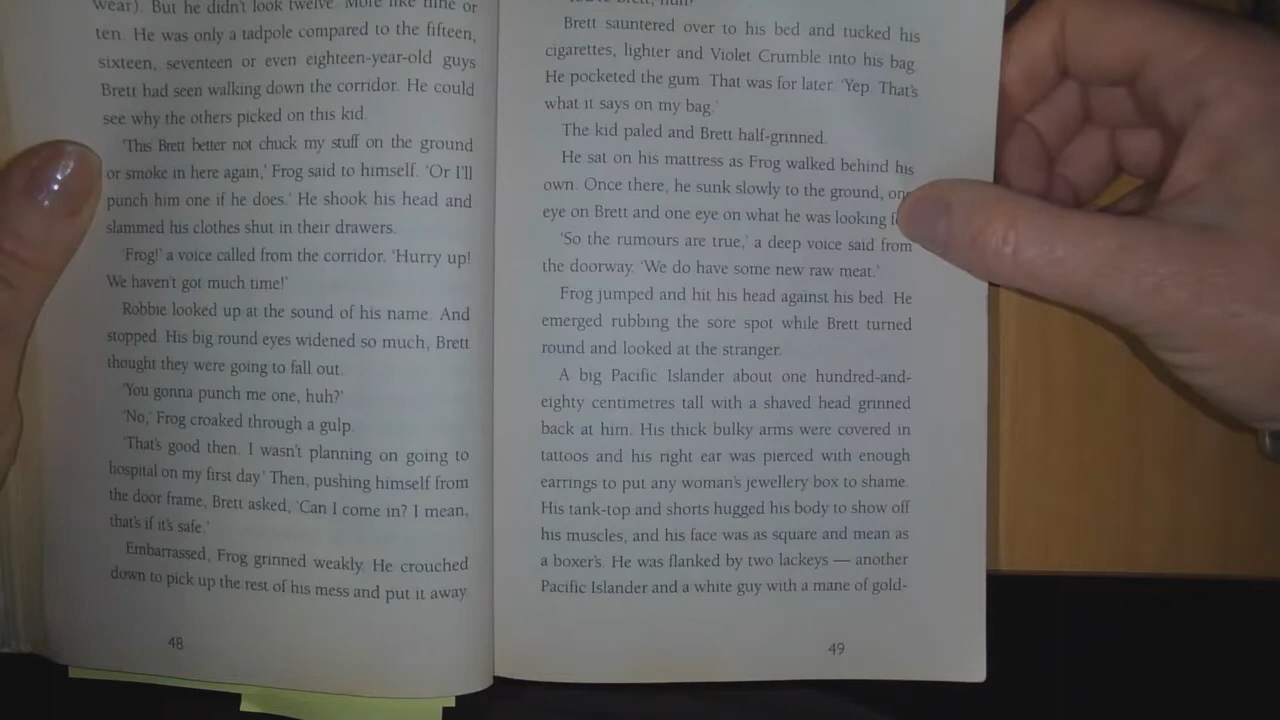 wear). But he didn't look twelve. More like nine or
ten. He was only a tadpole compared to the fifteen,
sixteen, seventeen or even eighteen-year-old guys
Brett had seen walking down the corridor. He could
see why the others picked on this kid.
'This Brett better not chuck my stuff on the ground
or smoke in here again,' Frog said to himself. 'Or I'll
punch him one if he does.' He shook his head and
slammed his clothes shut in their drawers.
'Frog!' a voice called from the corridor. 'Hurry up!
We haven't got much time!'
Robbie looked up at the sound of his name. And
stopped. His big round eyes widened so much, Brett
thought they were going to fall out.
'You gonna punch me one, huh?'
'No,' Frog croaked through a gulp.
'That's good then. I wasn't planning on going to
hospital on my first day.' Then, pushing himself from
the door frame, Brett asked, 'Can I come in? I mean,
that's if it's safe.'
Embarrassed, Frog grinned weakly. He crouched
down to pick up the rest of his mess and put it away
48
Brett sauntered over to his bed and tucked his
cigarettes, lighter and Violet Crumble into his bag.
He pocketed the gum. That was for later. 'Yep. That's
what it says on my bag.'
The kid paled and Brett half-grinned.
He sat on his mattress as Frog walked behind his
own. Once there, he sunk slowly to the ground, one
eye on Brett and one eye on what he was looking
'So the rumours are true,' a deep voice said from
the doorway. 'We do have some new raw meat.'
Frog jumped and hit his head against his bed. He
emerged rubbing the sore spot while Brett turned
round and looked at the stranger.
A big Pacific Islander about one hundred-and-
eighty centimetres tall with a shaved head grinned
back at him. His thick bulky arms were covered in
tattoos and his right ear was pierced with enough
earrings to put any woman's jewellery box to shame.
His tank-top and shorts hugged his body to show off
his muscles, and his face was as square and mean as
a boxer's. He was flanked by two lackeys — another
Pacific Islander and a white guy with a mane of gold-
49